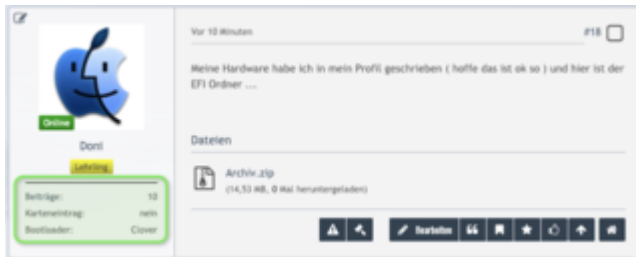 Vor 10 Minuten
#18
Meine Hardware habe ich in mein Profil geschrieben ( hoffe das ist ok so ) und hier ist der
EFI Ordner ...
Online
Doni
Lehrling
Beiträge: 10
Karteneintrag: nein
Bootloader: Clover
Dateien
Archiv.zip
(14,53 MB, 0 Mal heruntergeladen)
Bearbeiten